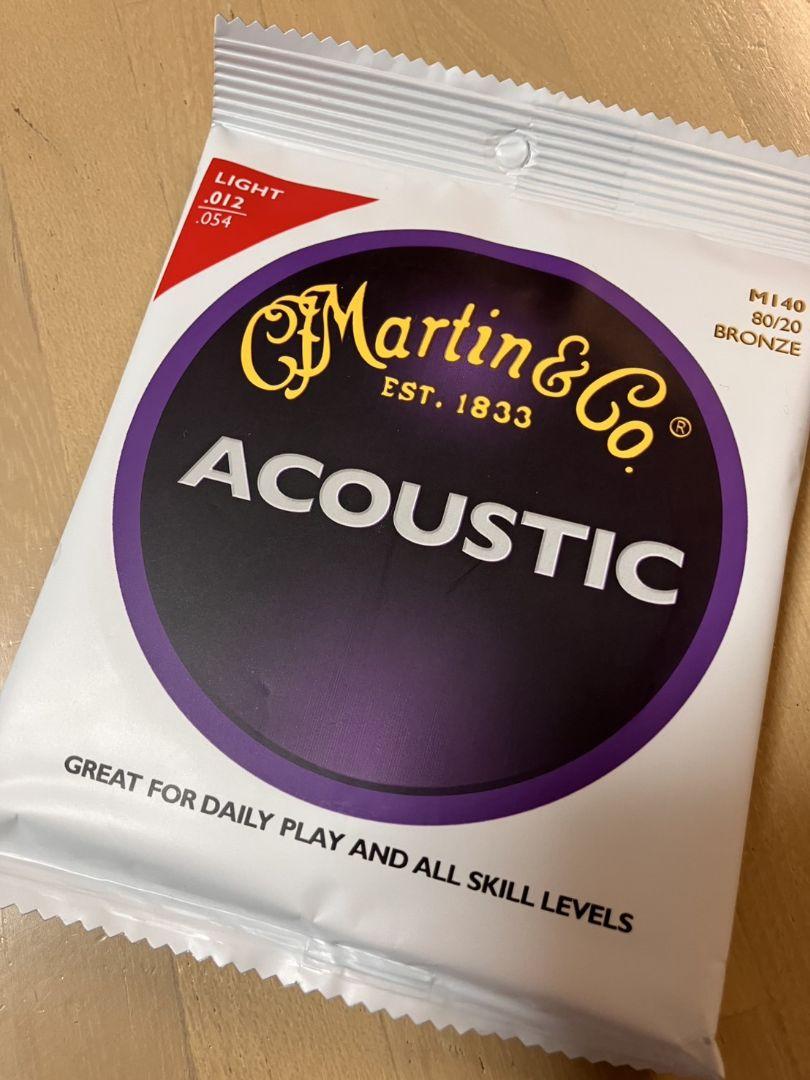 LIGHT
.012
.054
M140
80/20
BRONZE
CFMartin & Co.®
EST. 1833
ACOUSTIC
GREAT FOR DAILY PLAY AND ALL SKILL LEVELS